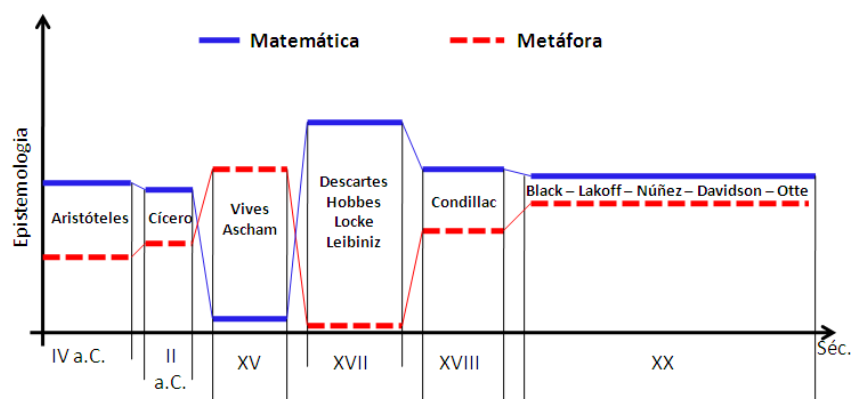 Matemática
Metáfora
Epistemologia
Aristóteles
Cícero
Vives
Ascham
Descartes
Hobbes
Locke
Leibiniz
Condillac
Black – Lakoff – Núñez – Davidson – Otte
IV a.C.
II
a.C.
XV
XVII
XVIII
XX
Séc.